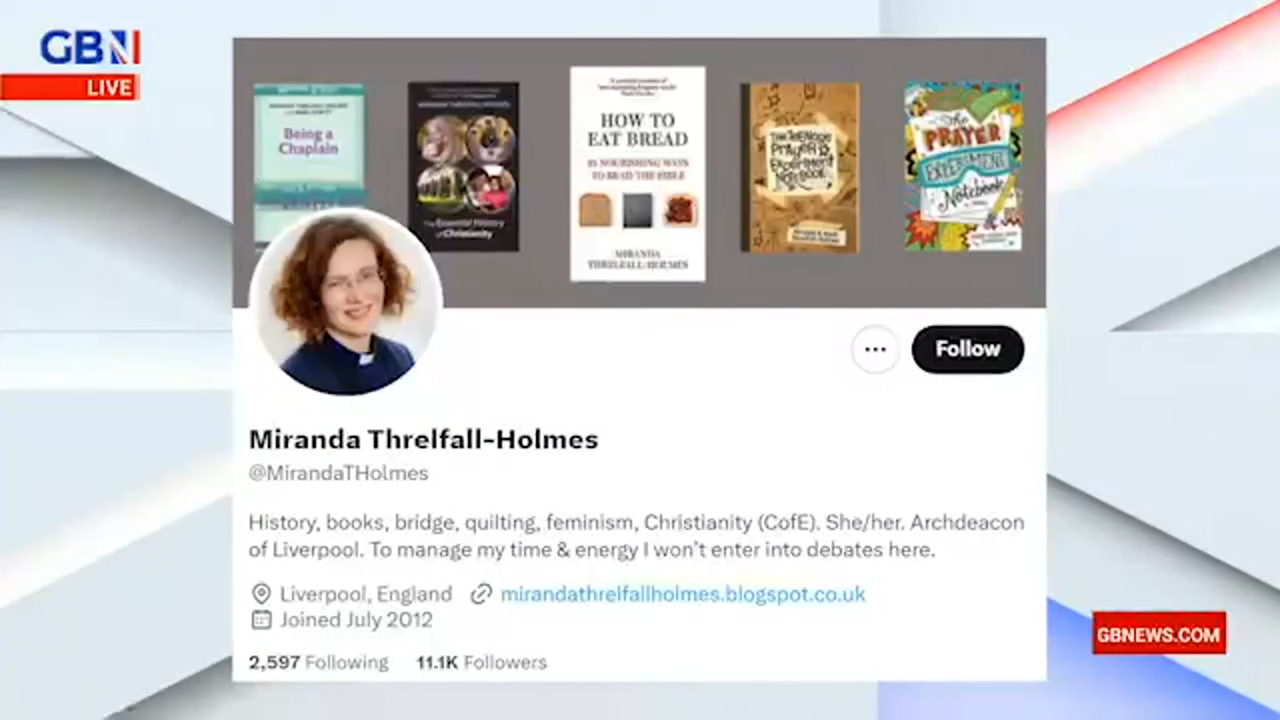 GBN
LIVE
Being a
Chaplain
The Essential History
of Christianity
HOW TO
EAT BREAD
21 NOURISHING WAYS
TO READ THE BIBLE
MIRANDA
THRELFALL-HOLMES
The Teenage
Prayer
Experiment
Notebook
The
PRAYER
EXPERIMENT
Notebook
Follow
Miranda Threlfall-Holmes
@MirandaTHolmes
History, books, bridge, quilting, feminism, Christianity (CofE). She/her. Archdeacon
of Liverpool. To manage my time & energy I won't enter into debates here.
Liverpool, England mirandathrelfallholmes.blogspot.co.uk
Joined July 2012
2,597 Following 11.1K Followers
GBNEWS.COM